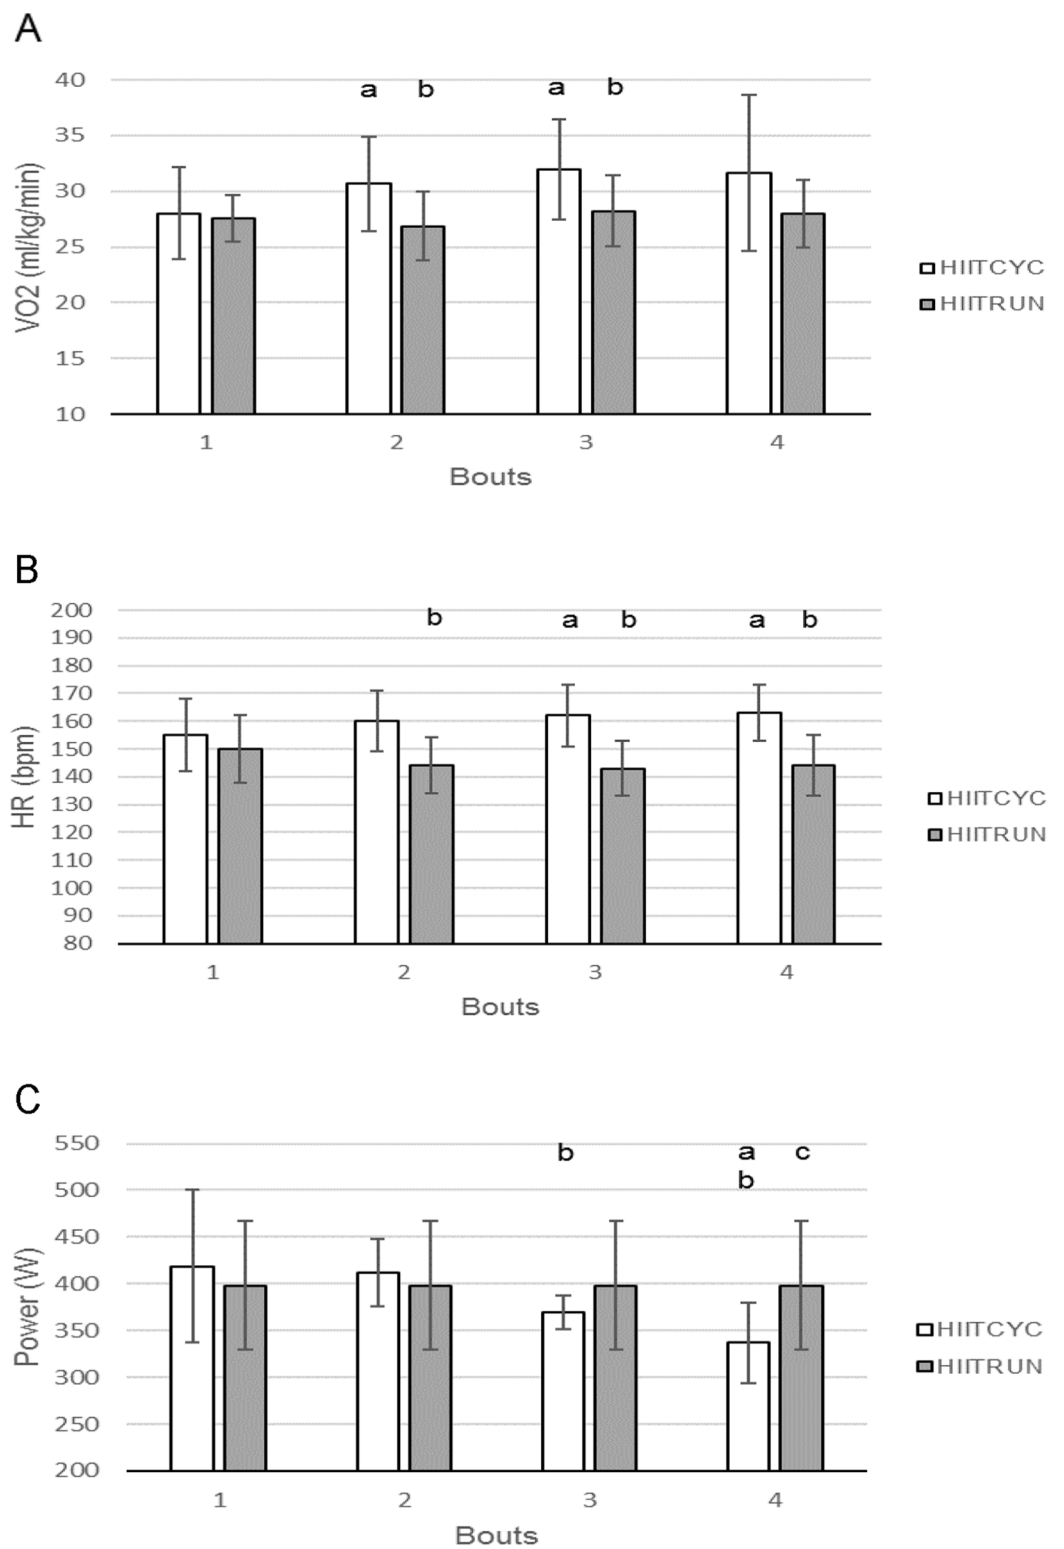 A
40
35
30
25
20
15
10
VO2 (ml/kg/min)
a b a b
1 2 3 4
Bouts
HIITCYC
HIITRUN
B
200
190
180
170
160
150
140
130
120
110
100
90
80
HR (bpm)
b a b a b
1 2 3 4
Bouts
HIITCYC
HIITRUN
C
550
500
450
400
350
300
250
200
Power (W)
b a c
b
1 2 3 4
Bouts
HIITCYC
HIITRUN